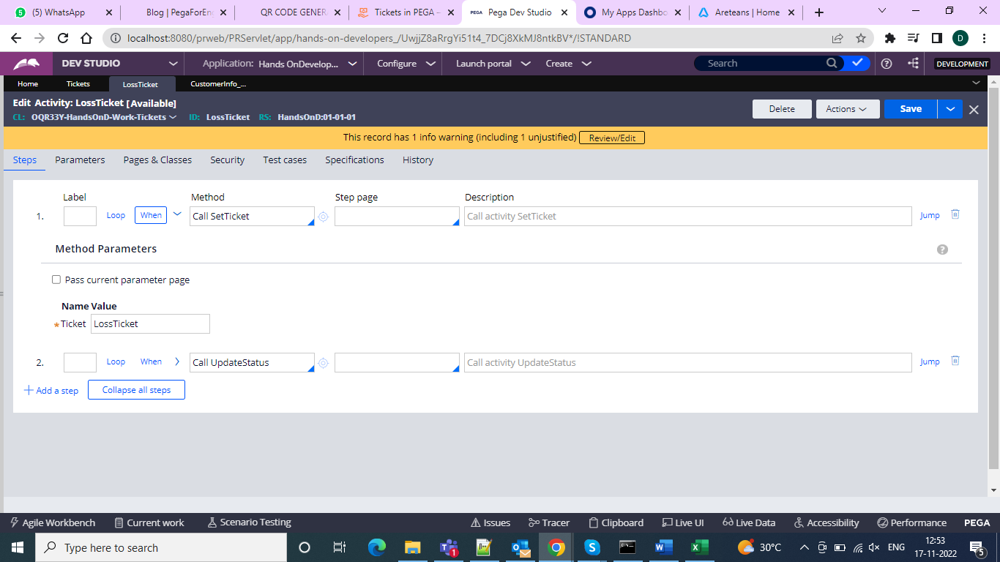 (5) WhatsApp Blog | PegaForEn QR CODE GENER Tickets in PEGA – PEGA Pega Dev Studio My Apps Dashbo Areteans | Home
localhost:8080/prweb/PRServlet/app/hands-on-developers_/UwjjZ8aRrgYi51t4_7DCj8XkMJ8ntkBV*/!STANDARD D
DEV STUDIO Application: Hands OnDevelop... Configure Launch portal Create Search DEVELOPMENT
Home Tickets LossTicket CustomerInfo_...
Edit Activity: LossTicket [Available]
CL: OQR33Y-HandsOnD-Work-Tickets ID: LossTicket RS: HandsOnD:01-01-01
Delete Actions Save
This record has 1 info warning (including 1 unjustified) Review/Edit
Steps Parameters Pages & Classes Security Test cases Specifications History
Label Method Step page Description
1. Loop When Call SetTicket Call activity SetTicket Jump
Method Parameters ?
Pass current parameter page
Name Value
Ticket LossTicket
2. Loop When Call UpdateStatus Call activity UpdateStatus Jump
Add a step Collapse all steps
Agile Workbench Current work Scenario Testing Issues Tracer Clipboard Live UI Live Data Accessibility Performance PEGA
Type here to search 1 30°C ENG 12:53
17-11-2022 5